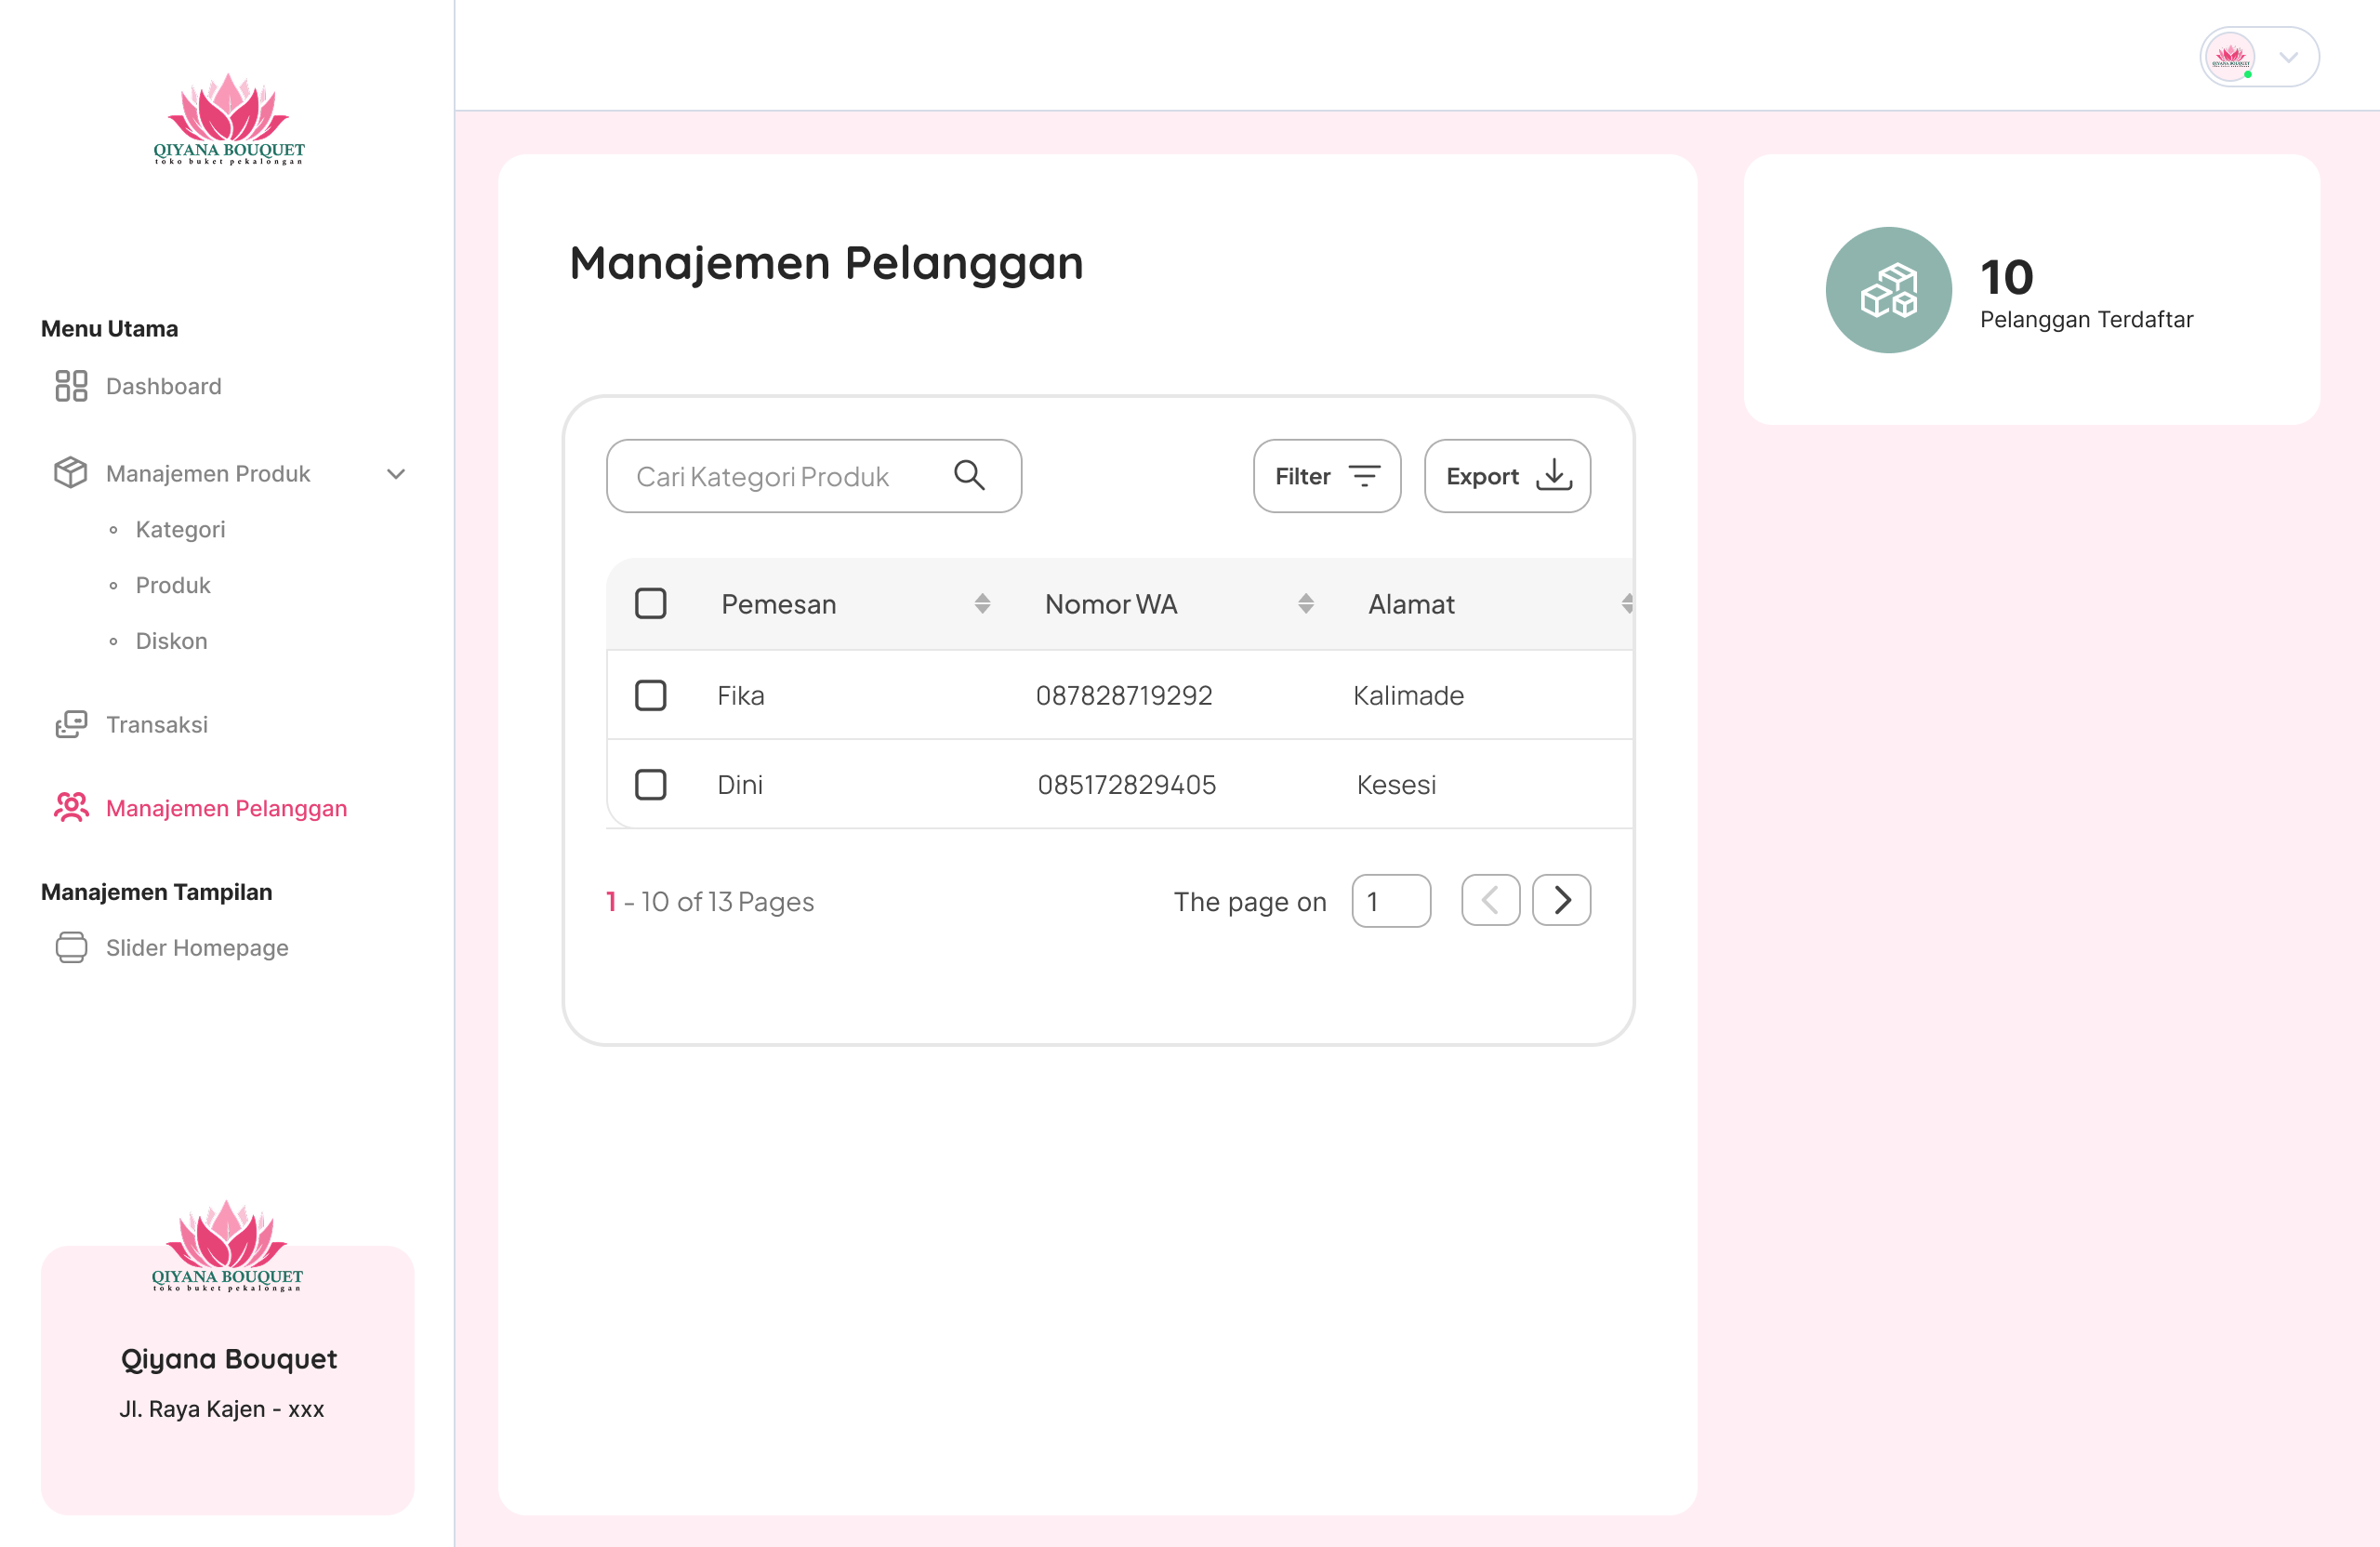 QIYANA BOUQUET
toko buket pekalongan
Menu Utama
Dashboard
Manajemen Produk
Kategori
Produk
Diskon
Transaksi
Manajemen Pelanggan
Manajemen Tampilan
Slider Homepage
QIYANA BOUQUET
toko buket pekalongan
Qiyana Bouquet
Jl. Raya Kajen - xxx
QIYANA BOUQUET
Manajemen Pelanggan
Cari Kategori Produk
Filter
Export
Pemesan Nomor WA Alamat
Fika 087828719292 Kalimade
Dini 085172829405 Kesesi
1 - 10 of 13 Pages
The page on 1
10
Pelanggan Terdaftar